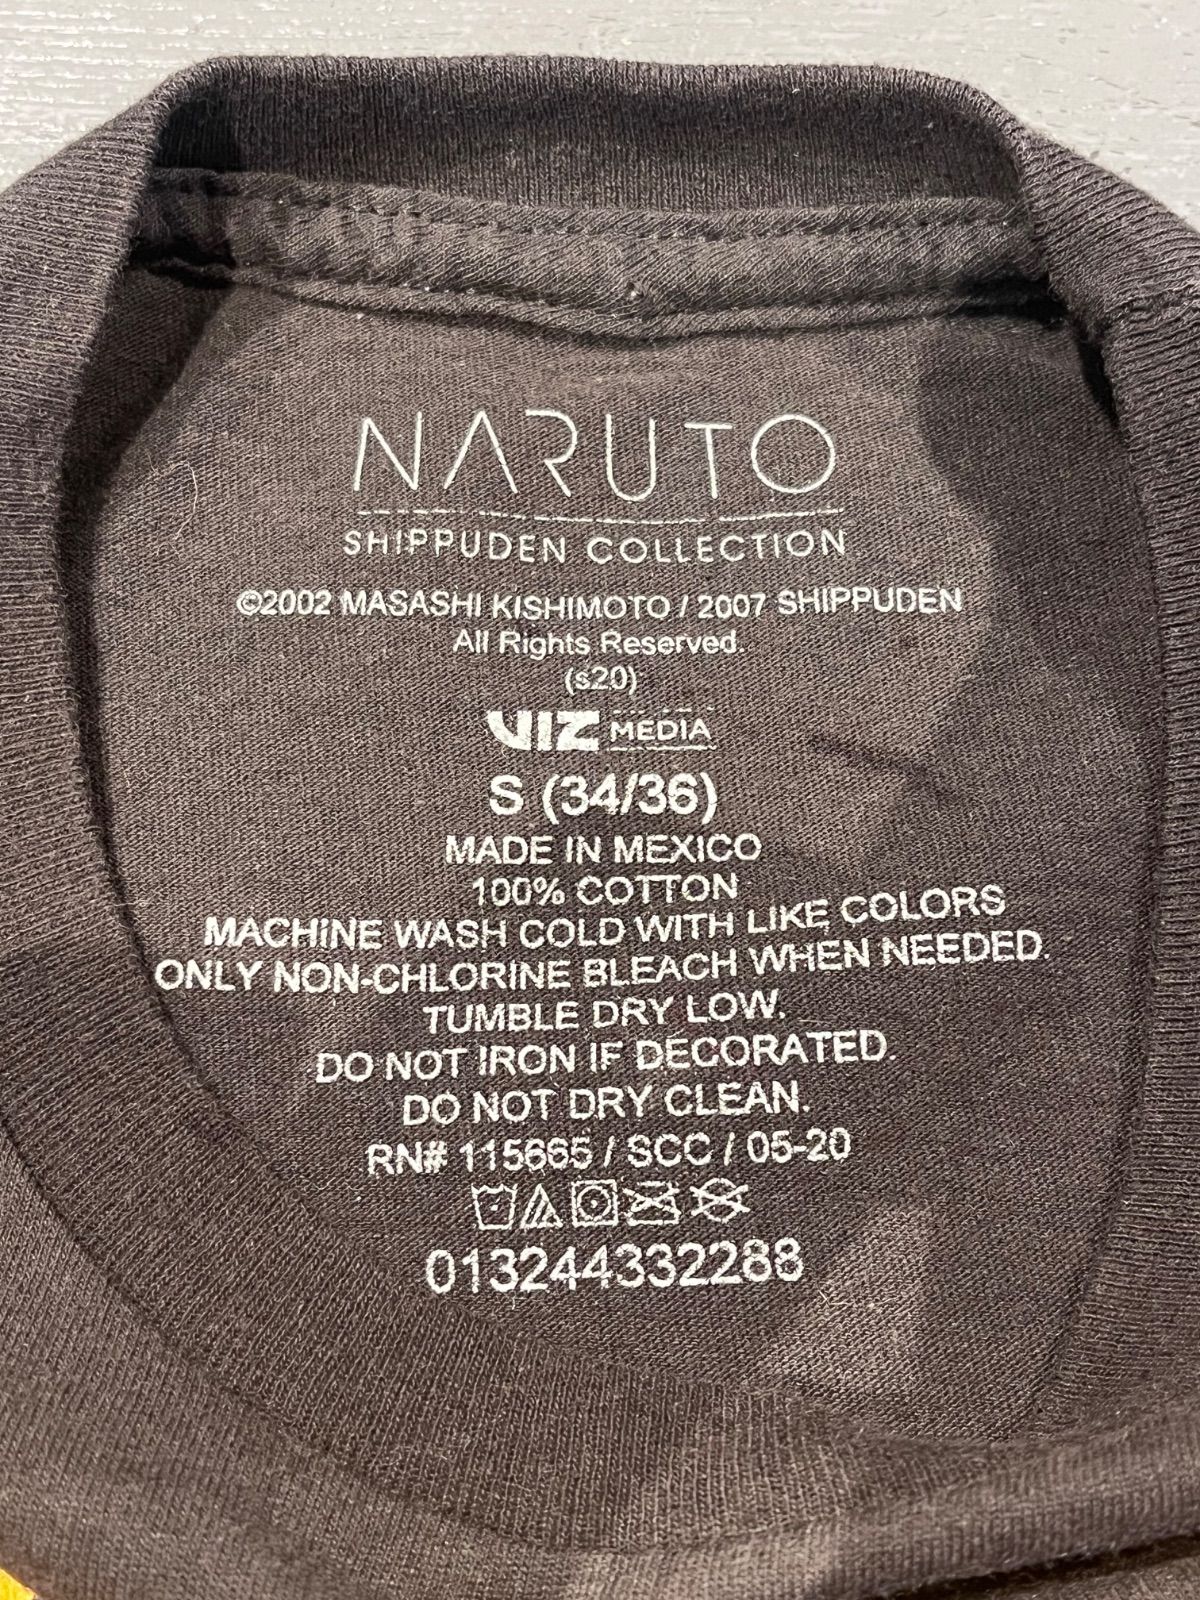 NARUTO
SHIPPUDEN COLLECTION
©2002 MASASHI KISHIMOTO / 2007 SHIPPUDEN
All Rights Reserved.
(s20)
VIZ MEDIA
S (34/36)
MADE IN MEXICO
100% COTTON
MACHINE WASH COLD WITH LIKE COLORS
ONLY NON-CHLORINE BLEACH WHEN NEEDED.
TUMBLE DRY LOW.
DO NOT IRON IF DECORATED.
DO NOT DRY CLEAN.
RN# 115665 / SCC / 05-20
013244332288